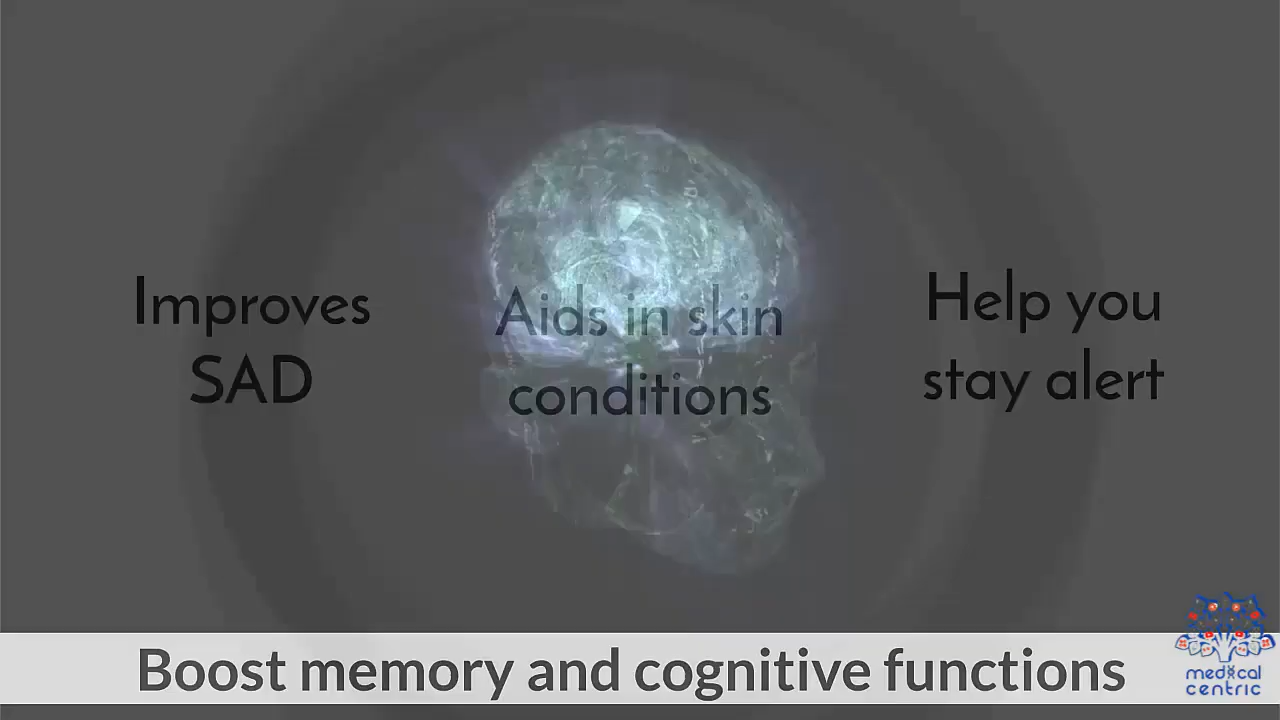 Improves
SAD
Aids in skin
conditions
Help you
stay alert
Boost memory and cognitive functions
medical
centric